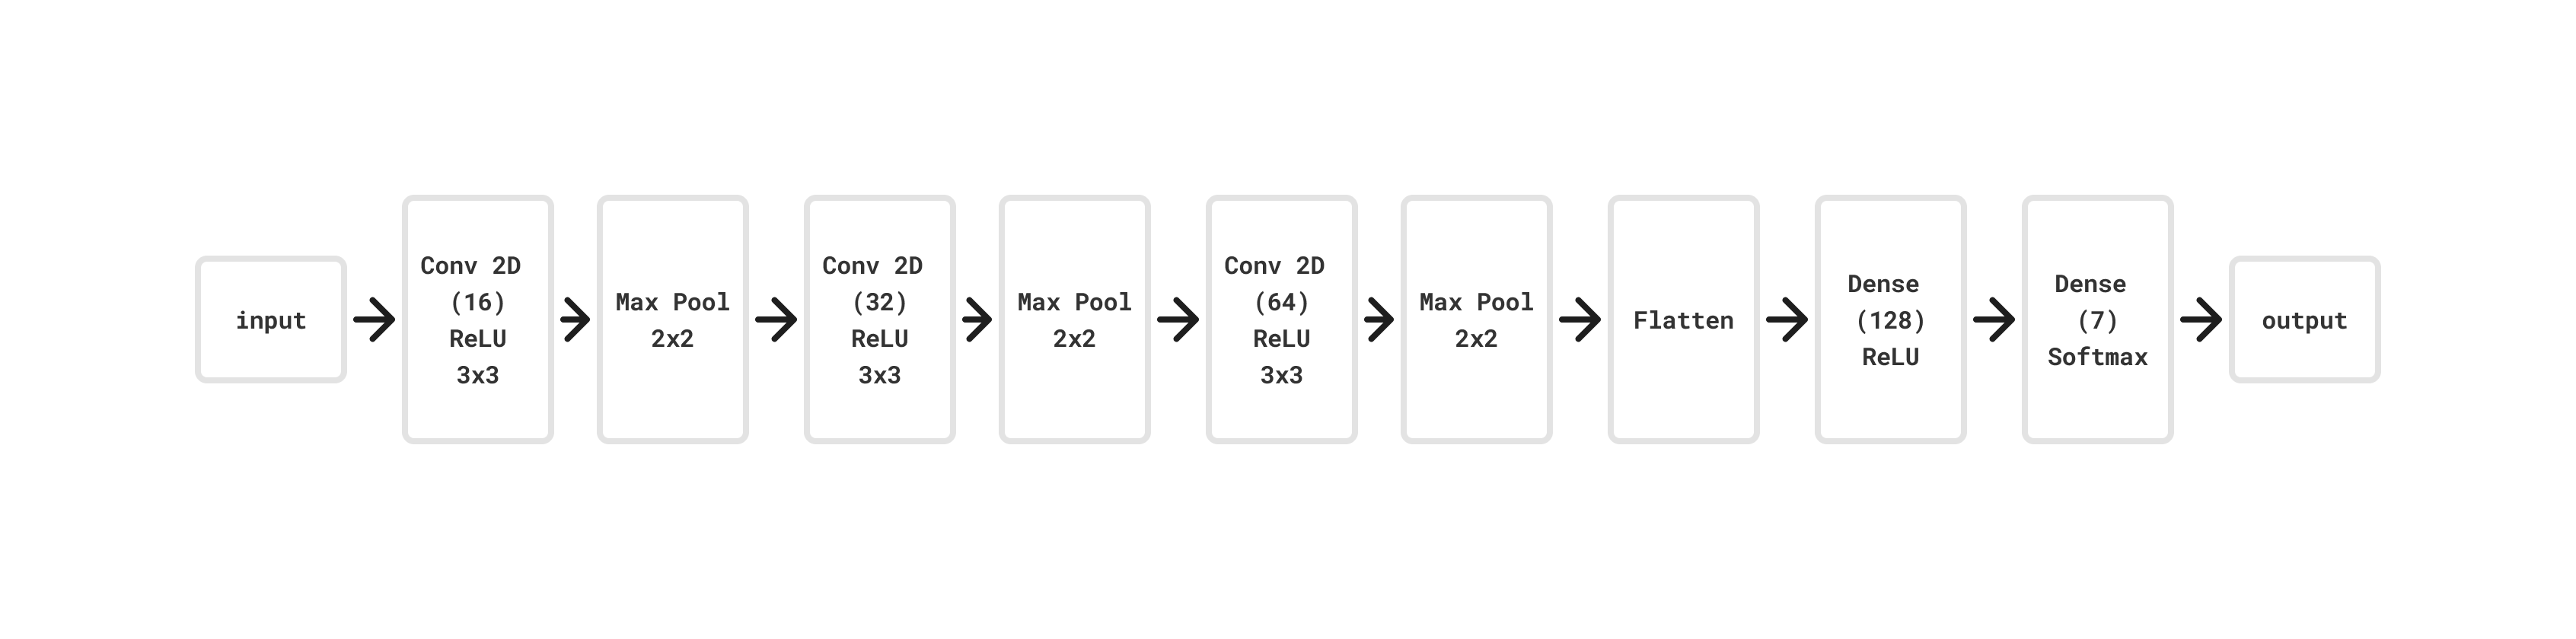 input
Conv 2D
(16)
ReLU
3x3
Max Pool
2x2
Conv 2D
(32)
ReLU
3x3
Max Pool
2x2
Conv 2D
(64)
ReLU
3x3
Max Pool
2x2
Flatten
Dense
(128)
ReLU
Dense
(7)
Softmax
output